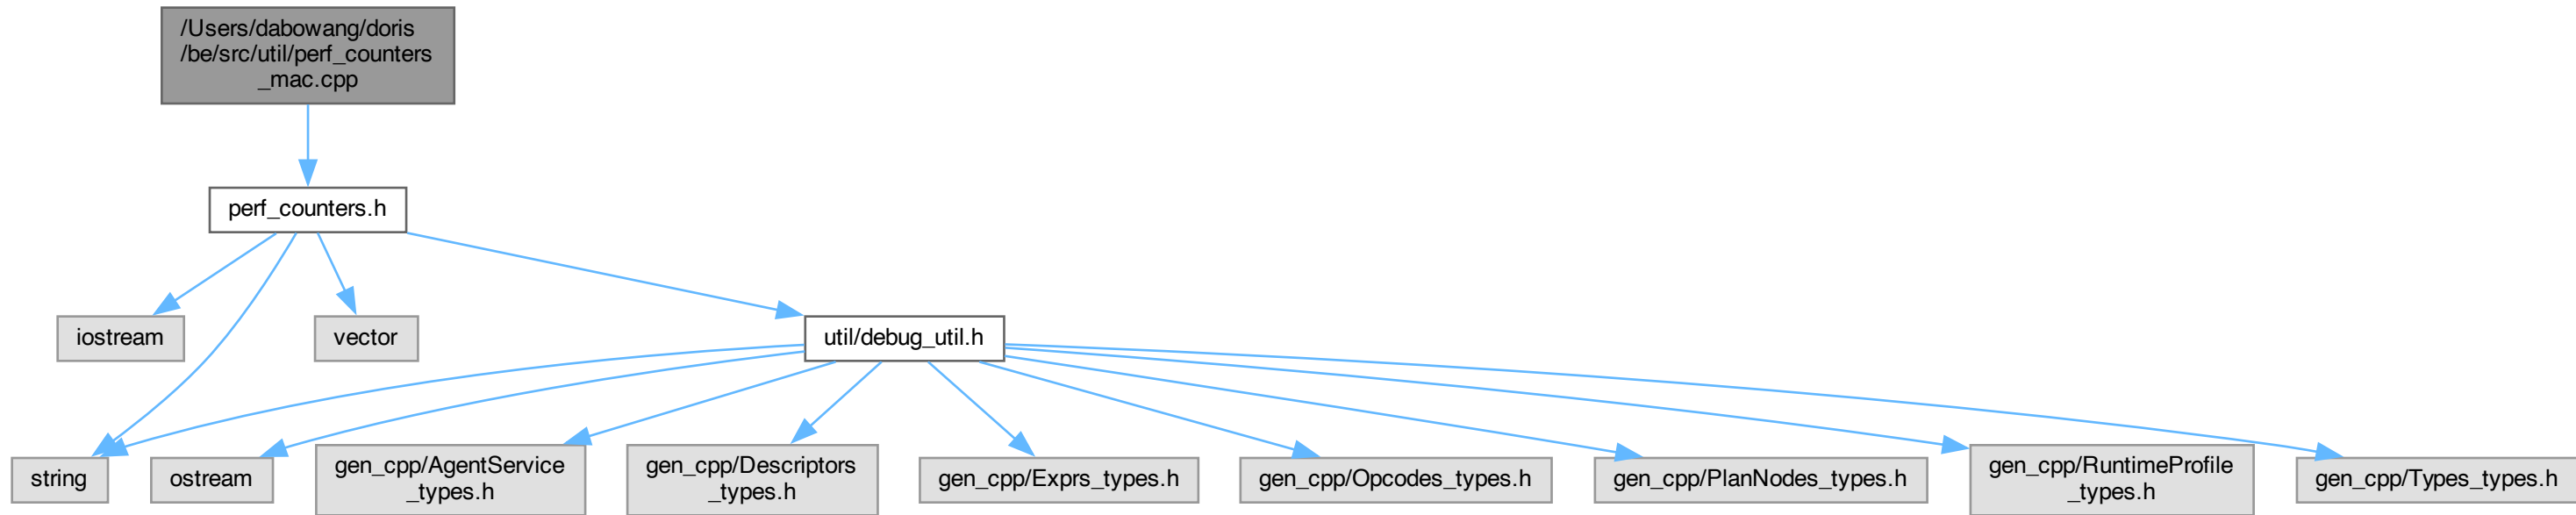 /Users/dabowang/doris
/be/src/util/perf_counters
_mac.cpp
perf_counters.h
iostream
vector
util/debug_util.h
string
ostream
gen_cpp/AgentService
_types.h
gen_cpp/Descriptors
_types.h
gen_cpp/Exprs_types.h
gen_cpp/Opcodes_types.h
gen_cpp/PlanNodes_types.h
gen_cpp/RuntimeProfile
_types.h
gen_cpp/Types_types.h